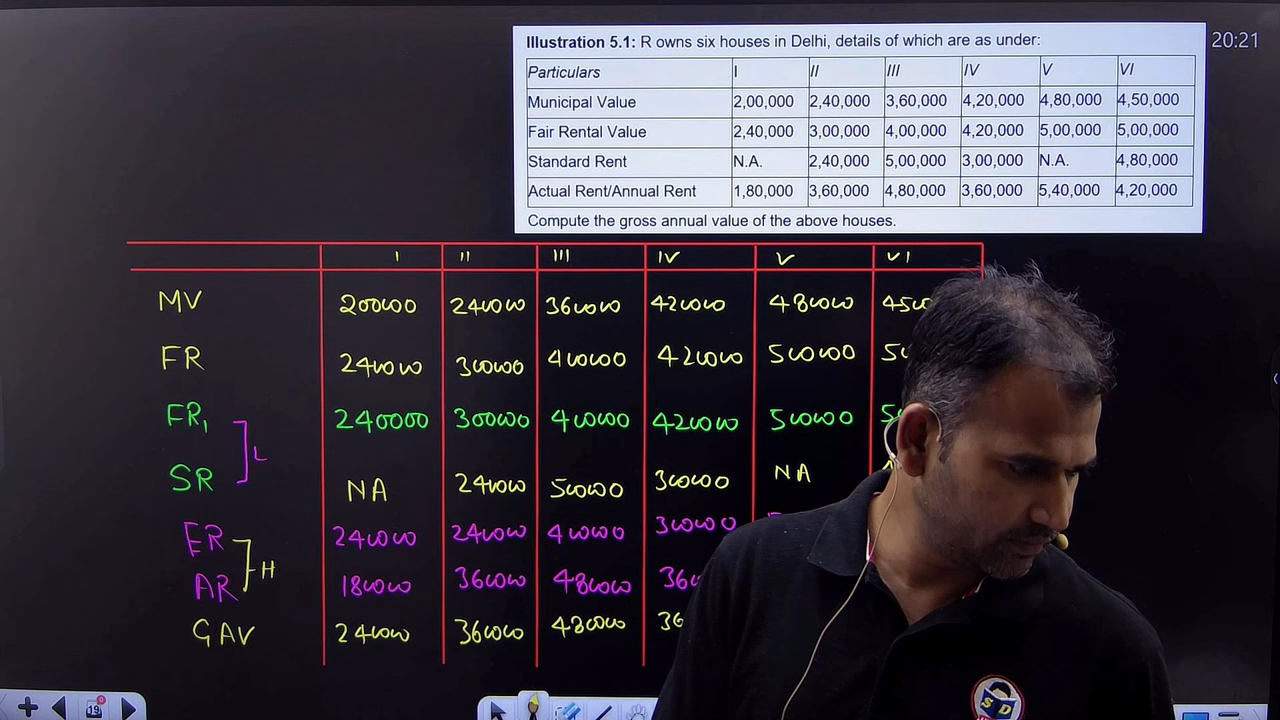 20:21
Illustration 5.1: R owns six houses in Delhi, details of which are as under:
Particulars I II III IV V VI
Municipal Value 2,00,000 2,40,000 3,60,000 4,20,000 4,80,000 4,50,000
Fair Rental Value 2,40,000 3,00,000 4,00,000 4,20,000 5,00,000 5,00,000
Standard Rent N.A. 2,40,000 5,00,000 3,00,000 N.A. 4,80,000
Actual Rent/Annual Rent 1,80,000 3,60,000 4,80,000 3,60,000 5,40,000 4,20,000
Compute the gross annual value of the above houses.
I II III IV V VI
MV 200000 240000 360000 420000 480000
FR 240000 300000 400000 420000 500000
FR1 240000 300000 400000 420000 500000
L
SR NA 240000 500000 300000 NA
ER 240000 240000 400000 300000
H
AR 180000 360000 480000
GAV 240000 360000 480000
19
S D